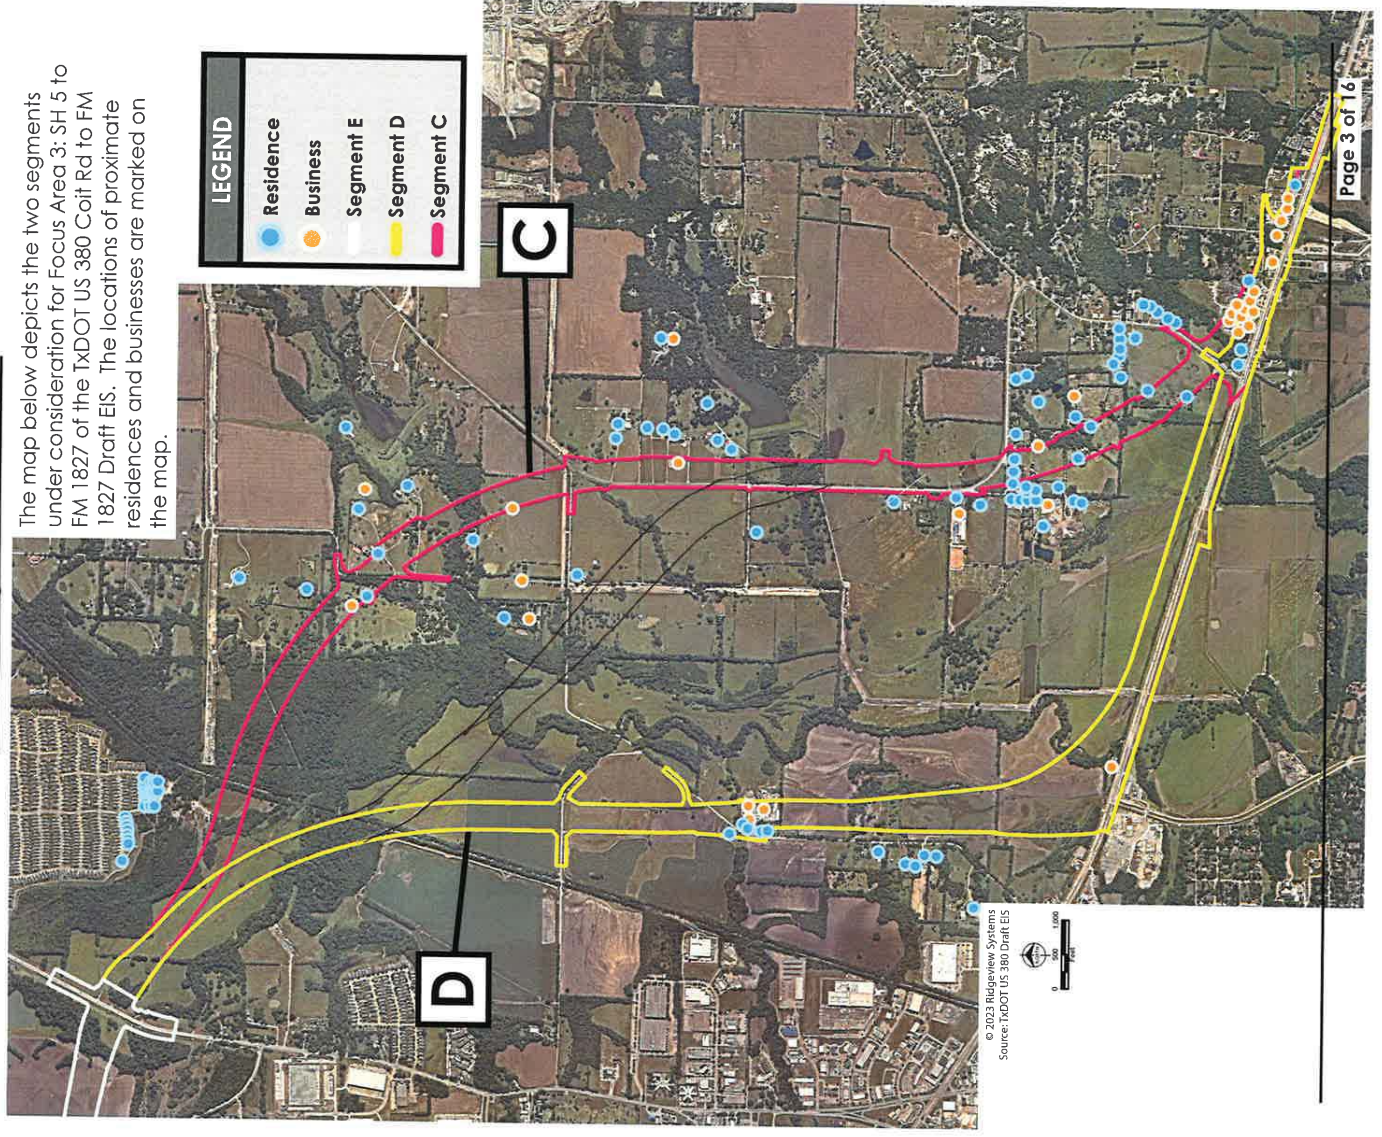 The map below depicts the two segments
under consideration for Focus Area 3: SH 5 to
FM 1827 of the TxDOT US 380 Coit Rd to FM
1827 Draft EIS.  The locations of proximate
residences and businesses are marked on
the map.
LEGEND
Residence
Business
Segment E
Segment D
Segment C
C
D
© 2023 Ridgeview Systems
Source: TxDOT US 380 Draft EIS
NORTH
0 500 1,000
Feet
Page 3 of 16